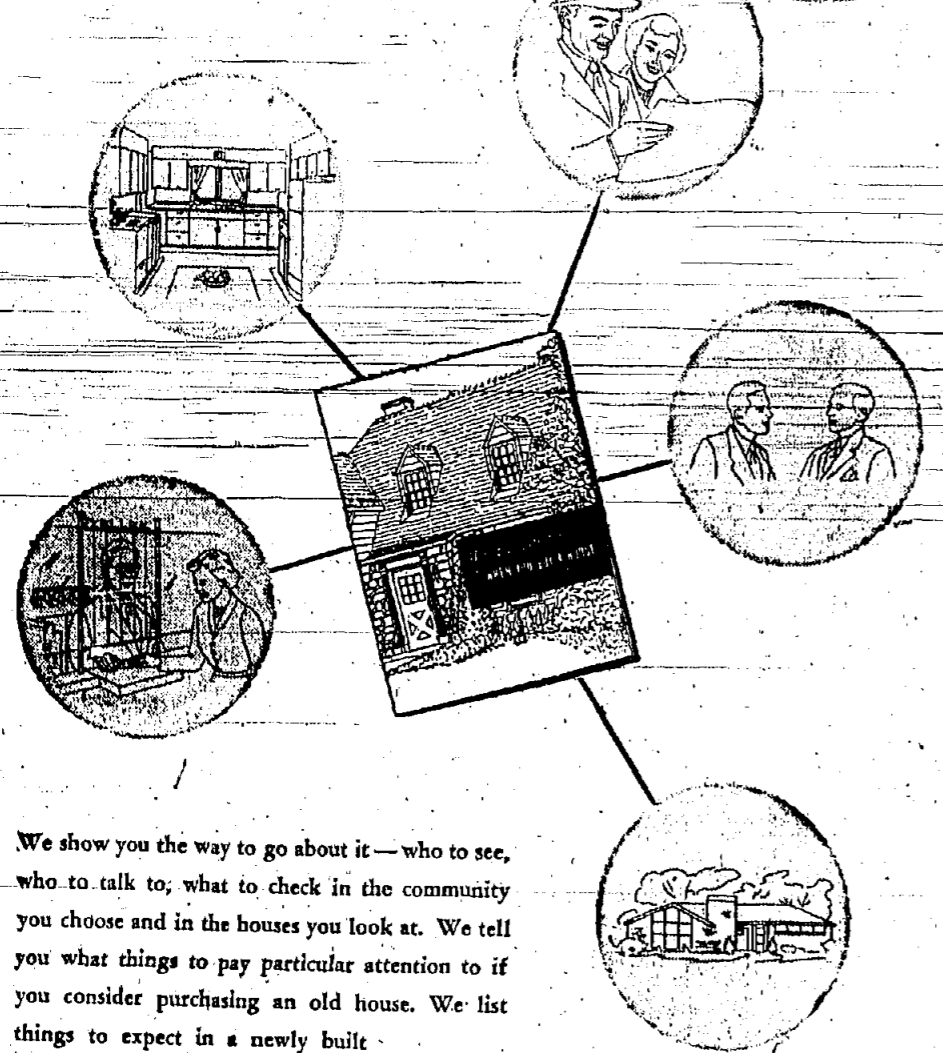 We show you the way to go about it — who to see,
who to talk to, what to check in the community
you choose and in the houses you look at. We tell
you what things to pay particular attention to if
you consider purchasing an old house. We list
things to expect in a newly built